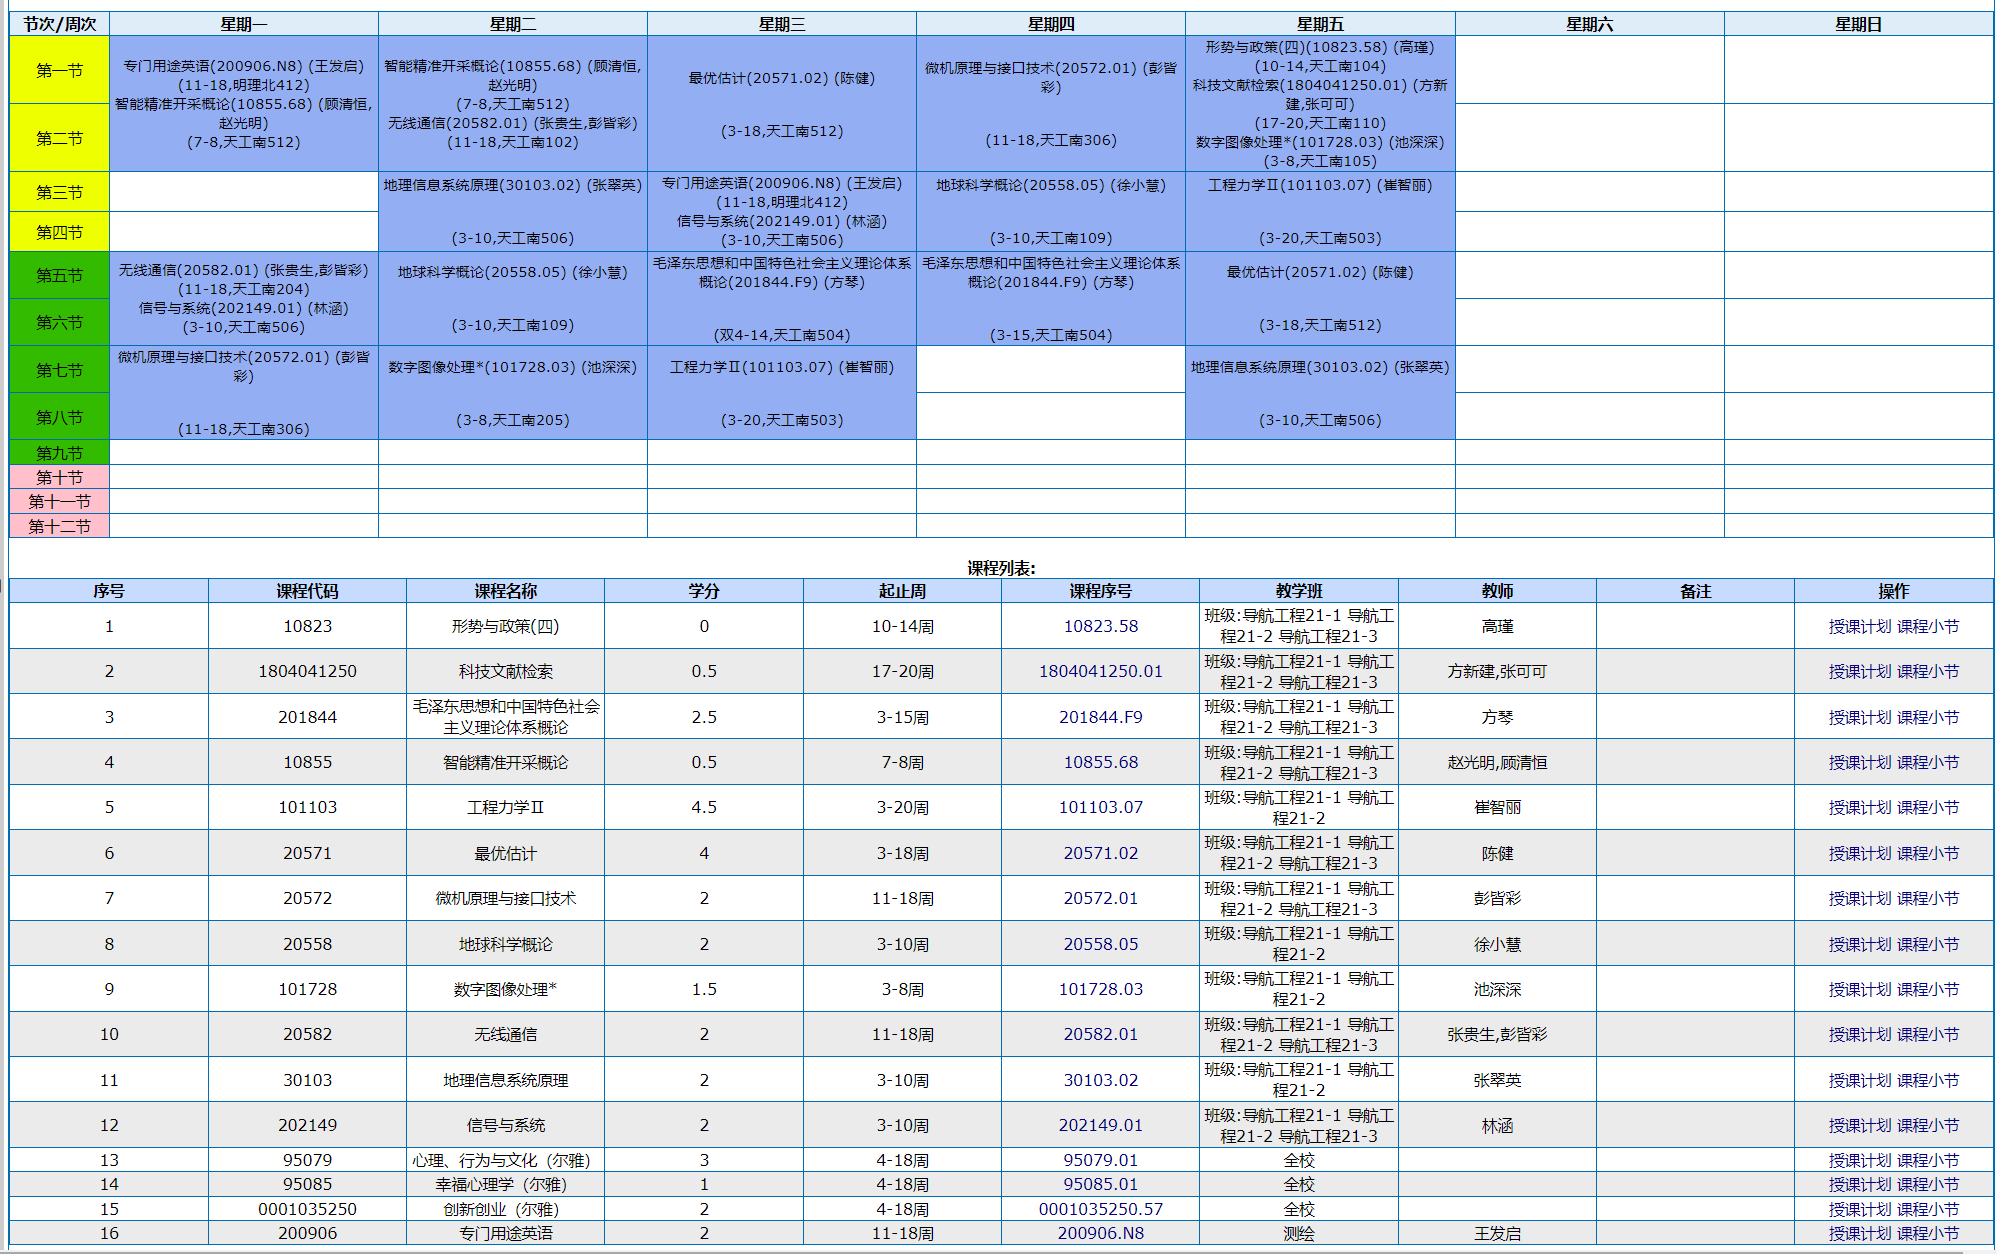 节次/周次 星期一 星期二 星期三 星期四 星期五 星期六 星期日
第一节
专门用途英语(200906.N8) (王发启)
(11-18,明理北412)
智能精准开采概论(10855.68) (顾清恒,
赵光明)
(7-8,天工南512)
智能精准开采概论(10855.68) (顾清恒,
赵光明)
(7-8,天工南512)
无线通信(20582.01) (张贵生,彭皆彩)
(11-18,天工南102)
最优估计(20571.02) (陈健)
(3-18,天工南512)
微机原理与接口技术(20572.01) (彭皆
彩)
(11-18,天工南306)
形势与政策(四)(10823.58) (高瑾)
(10-14,天工南104)
科技文献检索(1804041250.01) (方新
建,张可可)
(17-20,天工南110)
数字图像处理*(101728.03) (池深深)
(3-8,天工南105)
第二节
第三节
地理信息系统原理(30103.02) (张翠英)
(3-10,天工南506)
专门用途英语(200906.N8) (王发启)
(11-18,明理北412)
信号与系统(202149.01) (林涵)
(3-10,天工南506)
地球科学概论(20558.05) (徐小慧)
(3-10,天工南109)
工程力学Ⅱ(101103.07) (崔智丽)
(3-20,天工南503)
第四节
第五节
无线通信(20582.01) (张贵生,彭皆彩)
(11-18,天工南204)
信号与系统(202149.01) (林涵)
(3-10,天工南506)
地球科学概论(20558.05) (徐小慧)
(3-10,天工南109)
毛泽东思想和中国特色社会主义理论体系
概论(201844.F9) (方琴)
(双4-14,天工南504)
毛泽东思想和中国特色社会主义理论体系
概论(201844.F9) (方琴)
(3-15,天工南504)
最优估计(20571.02) (陈健)
(3-18,天工南512)
第六节
第七节
微机原理与接口技术(20572.01) (彭皆
彩)
(11-18,天工南306)
数字图像处理*(101728.03) (池深深)
(3-8,天工南205)
工程力学Ⅱ(101103.07) (崔智丽)
(3-20,天工南503)
地理信息系统原理(30103.02) (张翠英)
(3-10,天工南506)
第八节
第九节
第十节
第十一节
第十二节
课程列表:
序号 课程代码 课程名称 学分 起止周 课程序号 教学班 教师 备注 操作
1 10823 形势与政策(四) 0 10-14周 10823.58 班级:导航工程21-1 导航工
程21-2 导航工程21-3 高瑾 授课计划 课程小节
2 1804041250 科技文献检索 0.5 17-20周 1804041250.01 班级:导航工程21-1 导航工
程21-2 导航工程21-3 方新建,张可可 授课计划 课程小节
3 201844 毛泽东思想和中国特色社会
主义理论体系概论 2.5 3-15周 201844.F9 班级:导航工程21-1 导航工
程21-2 导航工程21-3 方琴 授课计划 课程小节
4 10855 智能精准开采概论 0.5 7-8周 10855.68 班级:导航工程21-1 导航工
程21-2 导航工程21-3 赵光明,顾清恒 授课计划 课程小节
5 101103 工程力学Ⅱ 4.5 3-20周 101103.07 班级:导航工程21-1 导航工
程21-2 崔智丽 授课计划 课程小节
6 20571 最优估计 4 3-18周 20571.02 班级:导航工程21-1 导航工
程21-2 导航工程21-3 陈健 授课计划 课程小节
7 20572 微机原理与接口技术 2 11-18周 20572.01 班级:导航工程21-1 导航工
程21-2 导航工程21-3 彭皆彩 授课计划 课程小节
8 20558 地球科学概论 2 3-10周 20558.05 班级:导航工程21-1 导航工
程21-2 徐小慧 授课计划 课程小节
9 101728 数字图像处理* 1.5 3-8周 101728.03 班级:导航工程21-1 导航工
程21-2 池深深 授课计划 课程小节
10 20582 无线通信 2 11-18周 20582.01 班级:导航工程21-1 导航工
程21-2 导航工程21-3 张贵生,彭皆彩 授课计划 课程小节
11 30103 地理信息系统原理 2 3-10周 30103.02 班级:导航工程21-1 导航工
程21-2 张翠英 授课计划 课程小节
12 202149 信号与系统 2 3-10周 202149.01 班级:导航工程21-1 导航工
程21-2 导航工程21-3 林涵 授课计划 课程小节
13 95079 心理、行为与文化（尔雅） 3 4-18周 95079.01 全校 授课计划 课程小节
14 95085 幸福心理学（尔雅） 1 4-18周 95085.01 全校 授课计划 课程小节
15 0001035250 创新创业（尔雅） 2 4-18周 0001035250.57 全校 授课计划 课程小节
16 200906 专门用途英语 2 11-18周 200906.N8 测绘 王发启 授课计划 课程小节